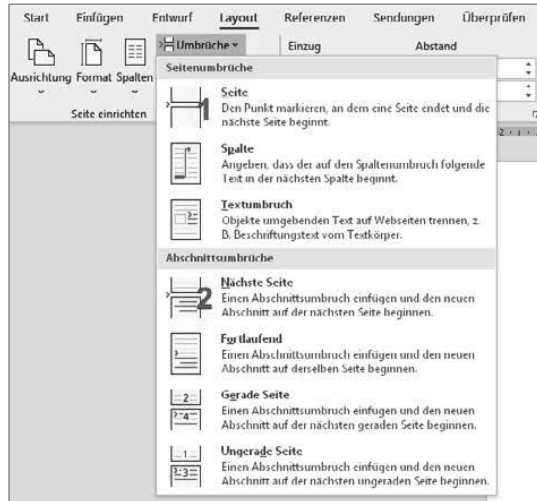 Start Einfügen Entwurf Layout Referenzen Sendungen Überprüfen
Umbrüche Einzug Abstand
Ausrichtung Format Spalten
Seite einrichten
Seitenumbrüche
1
Seite
Den Punkt markieren, an dem eine Seite endet und die
nächste Seite beginnt.
Spalte
Angeben, dass der auf den Spaltenumbruch folgende
Text in der nächsten Spalte beginnt.
Textumbruch
Objekte umgebenden Text auf Webseiten trennen, z.
B. Beschriftungstext vom Textkörper.
Abschnittsumbrüche
2
Nächste Seite
Einen Abschnittsumbruch einfügen und den neuen
Abschnitt auf der nächsten Seite beginnen.
Fortlaufend
Einen Abschnittsumbruch einfügen und den neuen
Abschnitt auf derselben Seite beginnen.
2
4
Gerade Seite
Einen Abschnittsumbruch einfügen und den neuen
Abschnitt auf der nächsten geraden Seite beginnen.
1
3
Ungerade Seite
Einen Abschnittsumbruch einfügen und den neuen
Abschnitt auf der nächsten ungeraden Seite beginnen.
2